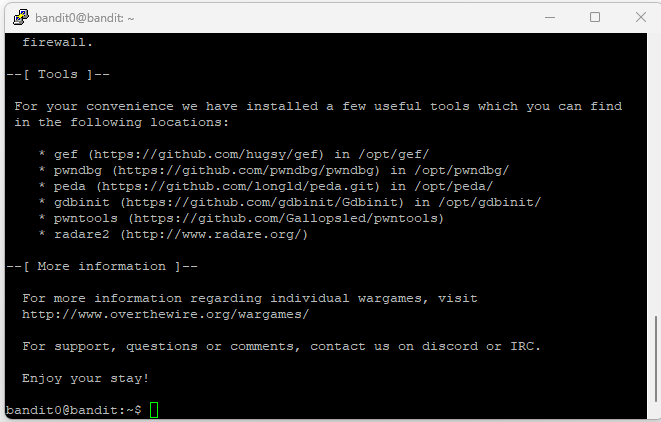 bandit0@bandit: ~
firewall.
--[ Tools ]--
For your convenience we have installed a few useful tools which you can find
in the following locations:
* gef (https://github.com/hugsy/gef) in /opt/gef/
* pwndbg (https://github.com/pwndbg/pwndbg) in /opt/pwndbg/
* peda (https://github.com/longld/peda.git) in /opt/peda/
* gdbinit (https://github.com/gdbinit/Gdbinit) in /opt/gdbinit/
* pwntools (https://github.com/Gallopsled/pwntools)
* radare2 (http://www.radare.org/)
--[ More information ]--
For more information regarding individual wargames, visit
http://www.overthewire.org/wargames/
For support, questions or comments, contact us on discord or IRC.
Enjoy your stay!
bandit0@bandit:~$